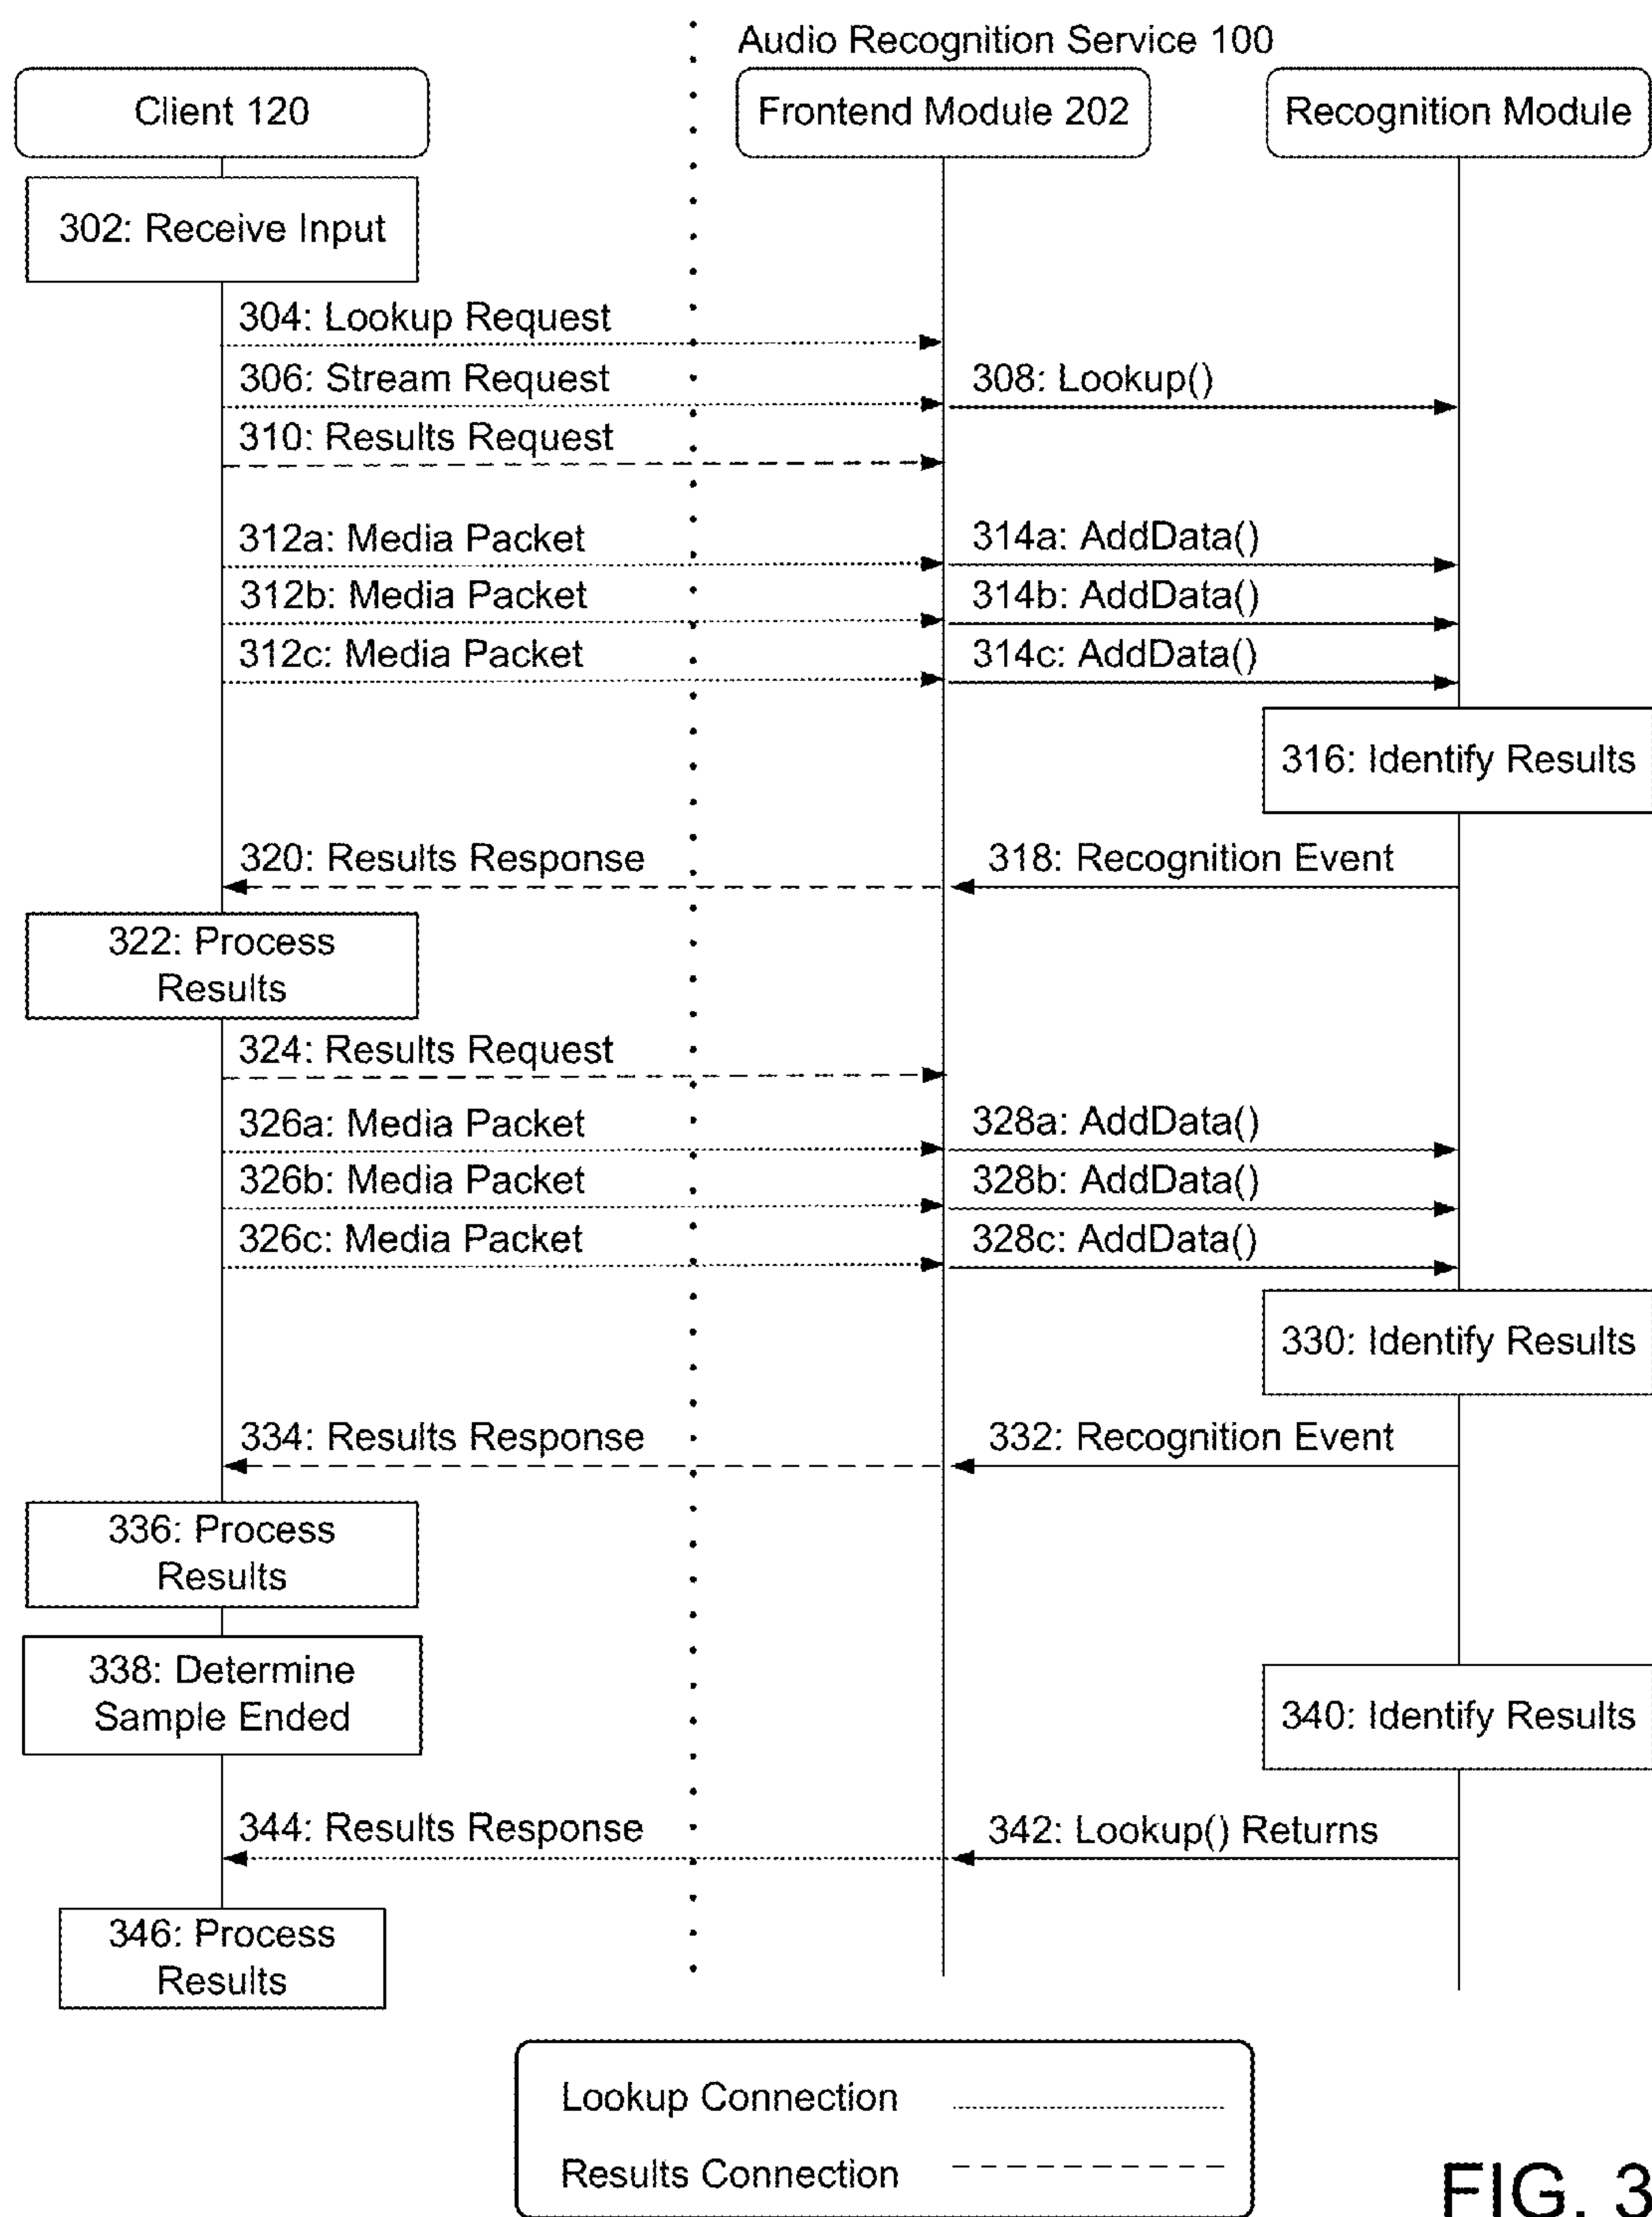 Audio Recognition Service 100
Client 120
Frontend Module 202
Recognition Module
302: Receive Input
304: Lookup Request
306: Stream Request
308: Lookup()
310: Results Request
312a: Media Packet
314a: AddData()
312b: Media Packet
314b: AddData()
312c: Media Packet
314c: AddData()
316: Identify Results
320: Results Response
318: Recognition Event
322: Process
Results
324: Results Request
326a: Media Packet
328a: AddData()
326b: Media Packet
328b: AddData()
326c: Media Packet
328c: AddData()
330: Identify Results
334: Results Response
332: Recognition Event
336: Process
Results
338: Determine
Sample Ended
340: Identify Results
344: Results Response
342: Lookup() Returns
346: Process
Results
Lookup Connection
Results Connection
FIG. 3